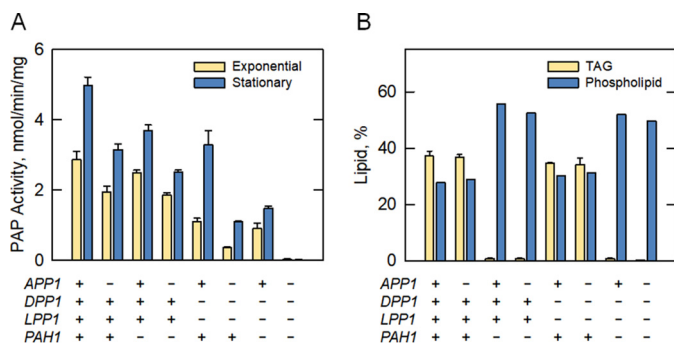 A
PAP Activity, nmol/min/mg
6
4
2
0
Exponential
Stationary
APP1 + − + − + − + −
DPP1 + + + + − − − −
LPP1 + + + + − − − −
PAH1 + + − − + + − −
B
Lipid, %
60
40
20
0
TAG
Phospholipid
APP1 + − + − + − + −
DPP1 + + + + − − − −
LPP1 + + + + − − − −
PAH1 + + − − + + − −